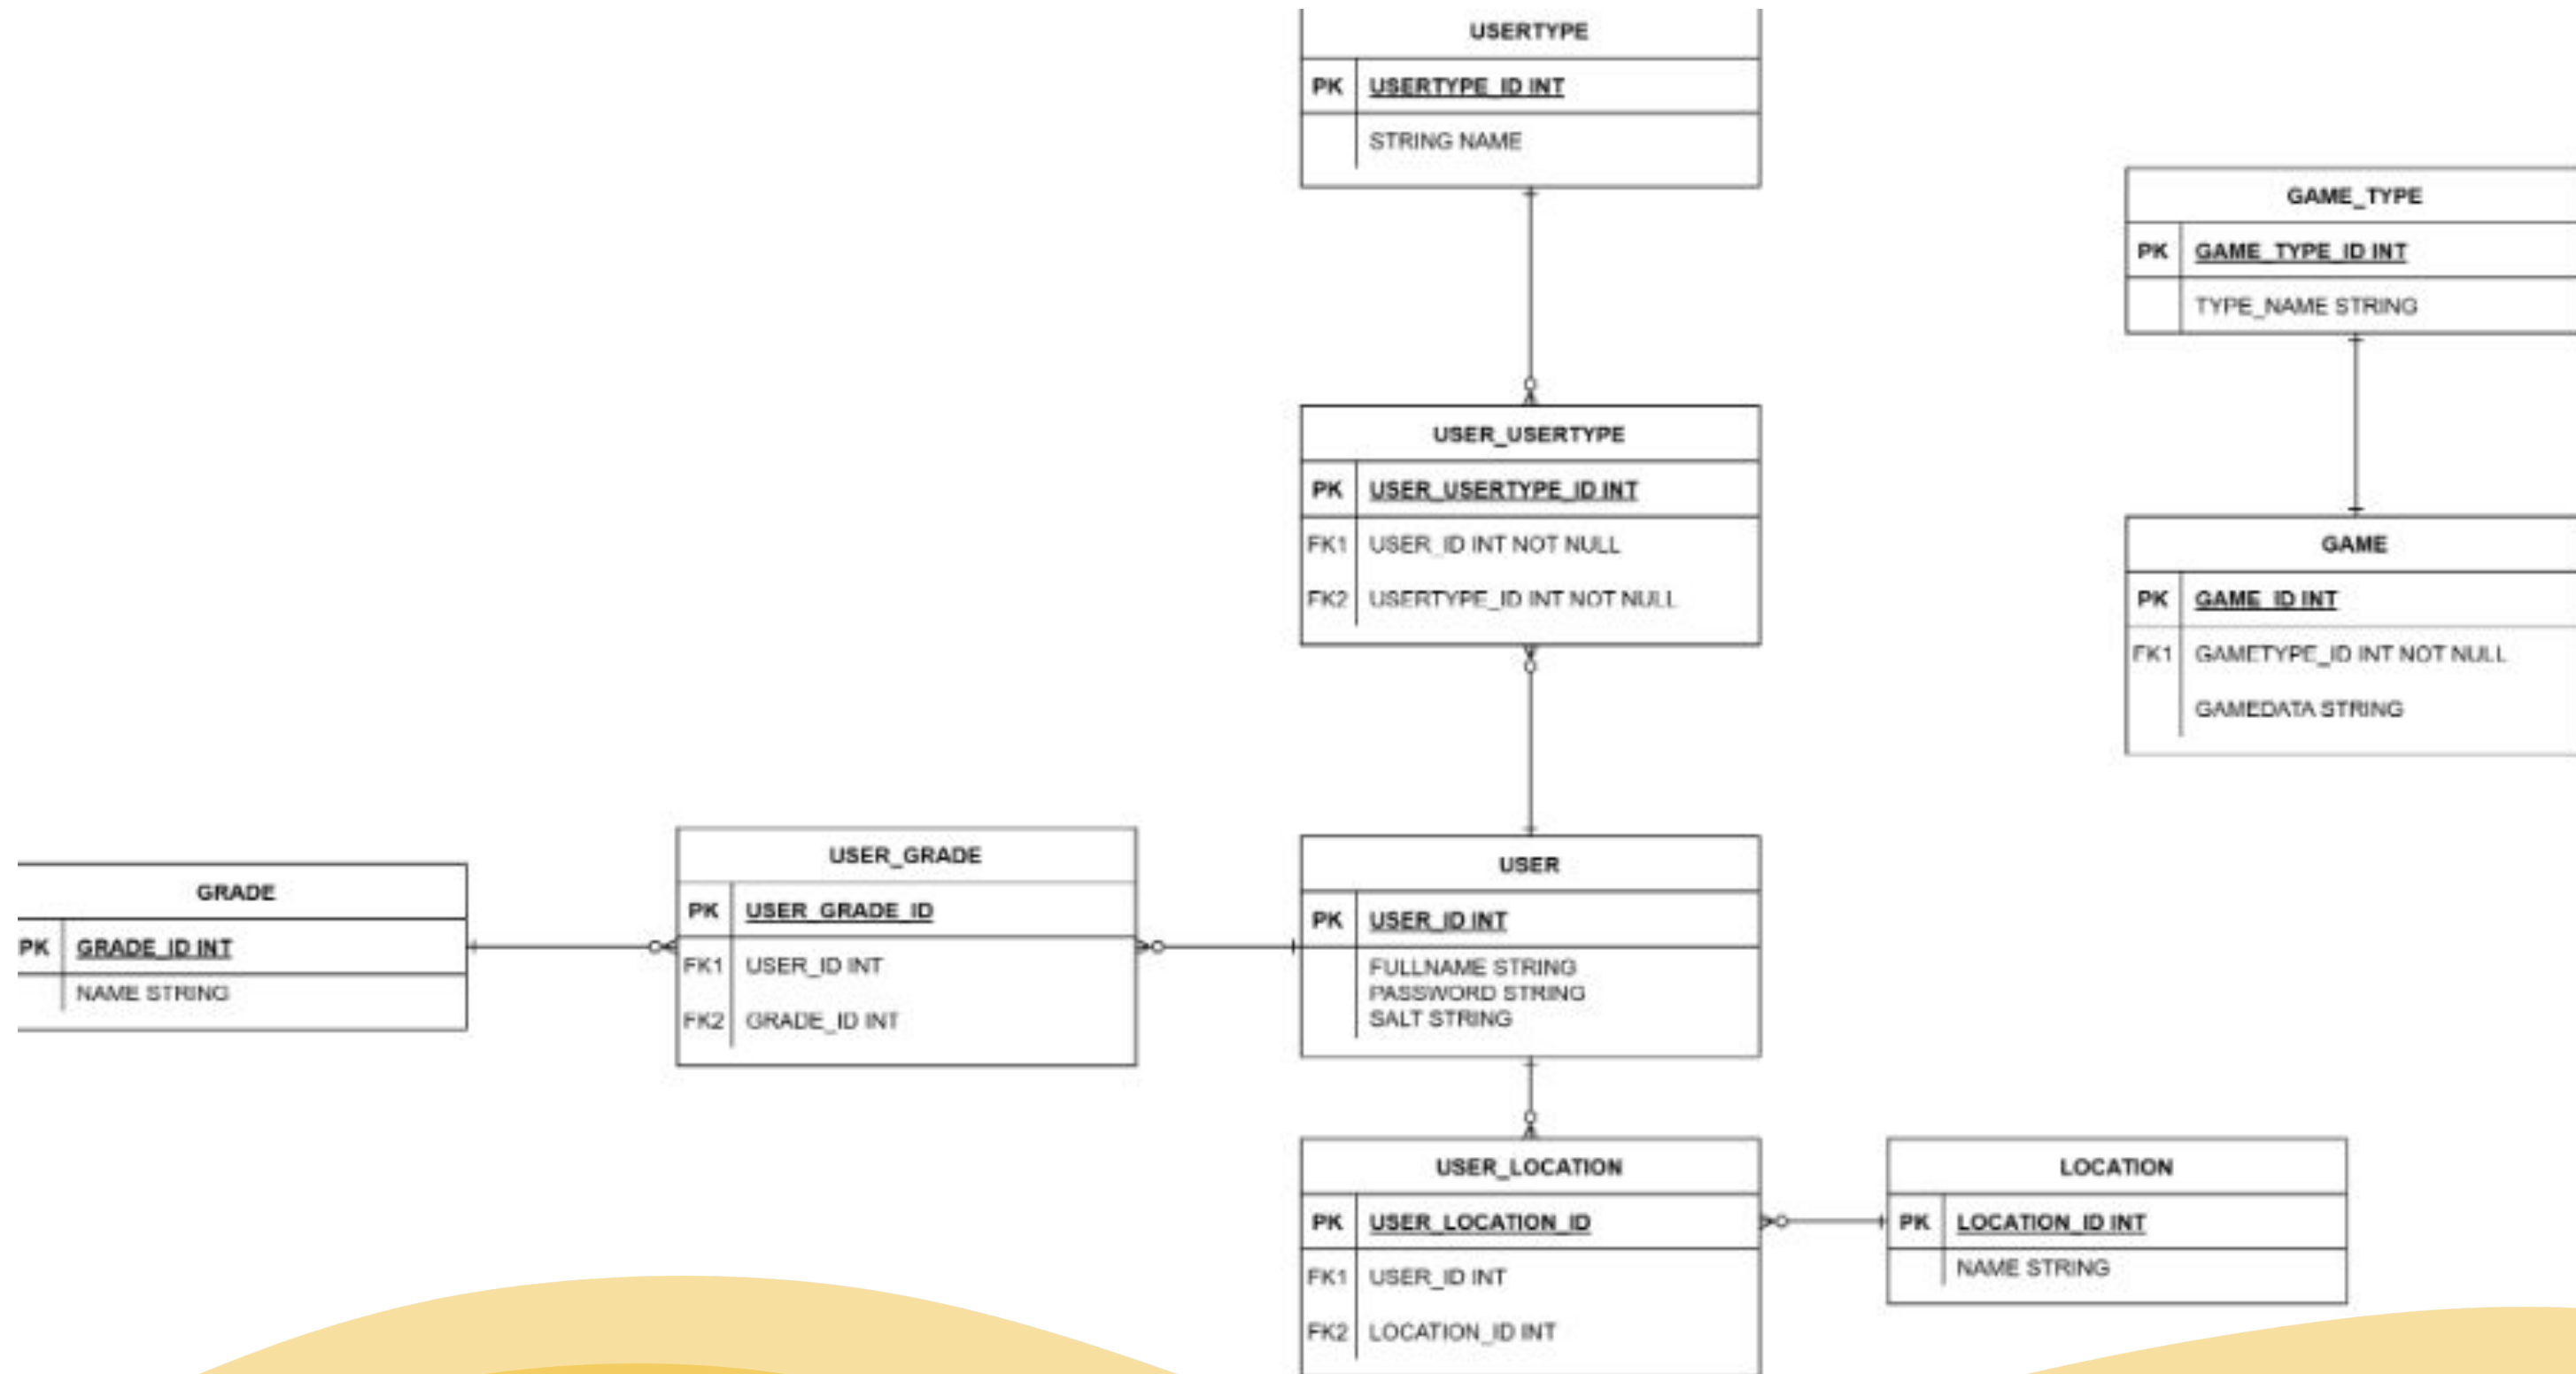 USERTYPE
PK USERTYPE_ID INT
STRING NAME
GAME_TYPE
PK GAME_TYPE_ID INT
TYPE_NAME STRING
USER_USERTYPE
PK USER_USERTYPE_ID INT
FK1 USER_ID INT NOT NULL
FK2 USERTYPE_ID INT NOT NULL
GAME
PK GAME_ID INT
FK1 GAMETYPE_ID INT NOT NULL
GAMEDATA STRING
GRADE
PK GRADE_ID INT
NAME STRING
USER_GRADE
PK USER_GRADE_ID
FK1 USER_ID INT
FK2 GRADE_ID INT
USER
PK USER_ID INT
FULLNAME STRING
PASSWORD STRING
SALT STRING
USER_LOCATION
PK USER_LOCATION_ID
FK1 USER_ID INT
FK2 LOCATION_ID INT
LOCATION
PK LOCATION_ID INT
NAME STRING